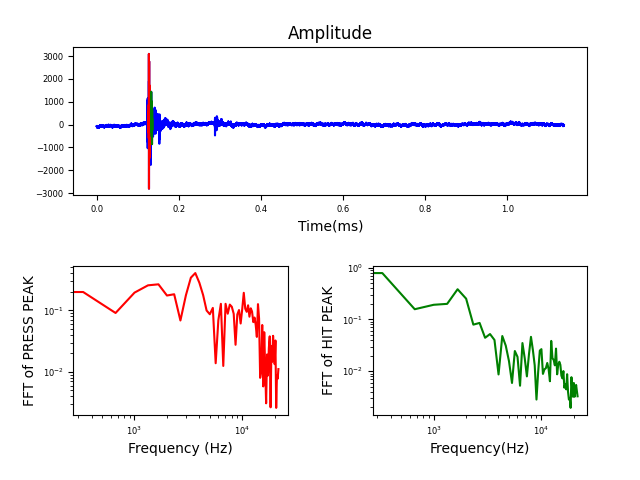 Amplitude
3000
2000
1000
0
−1000
−2000
−3000
0.0 0.2 0.4 0.6 0.8 1.0
Time(ms)
FFT of PRESS PEAK
10⁻¹
10⁻²
10³ 10⁴
Frequency (Hz)
FFT of HIT PEAK
10⁰
10⁻¹
10⁻²
10³ 10⁴
Frequency(Hz)